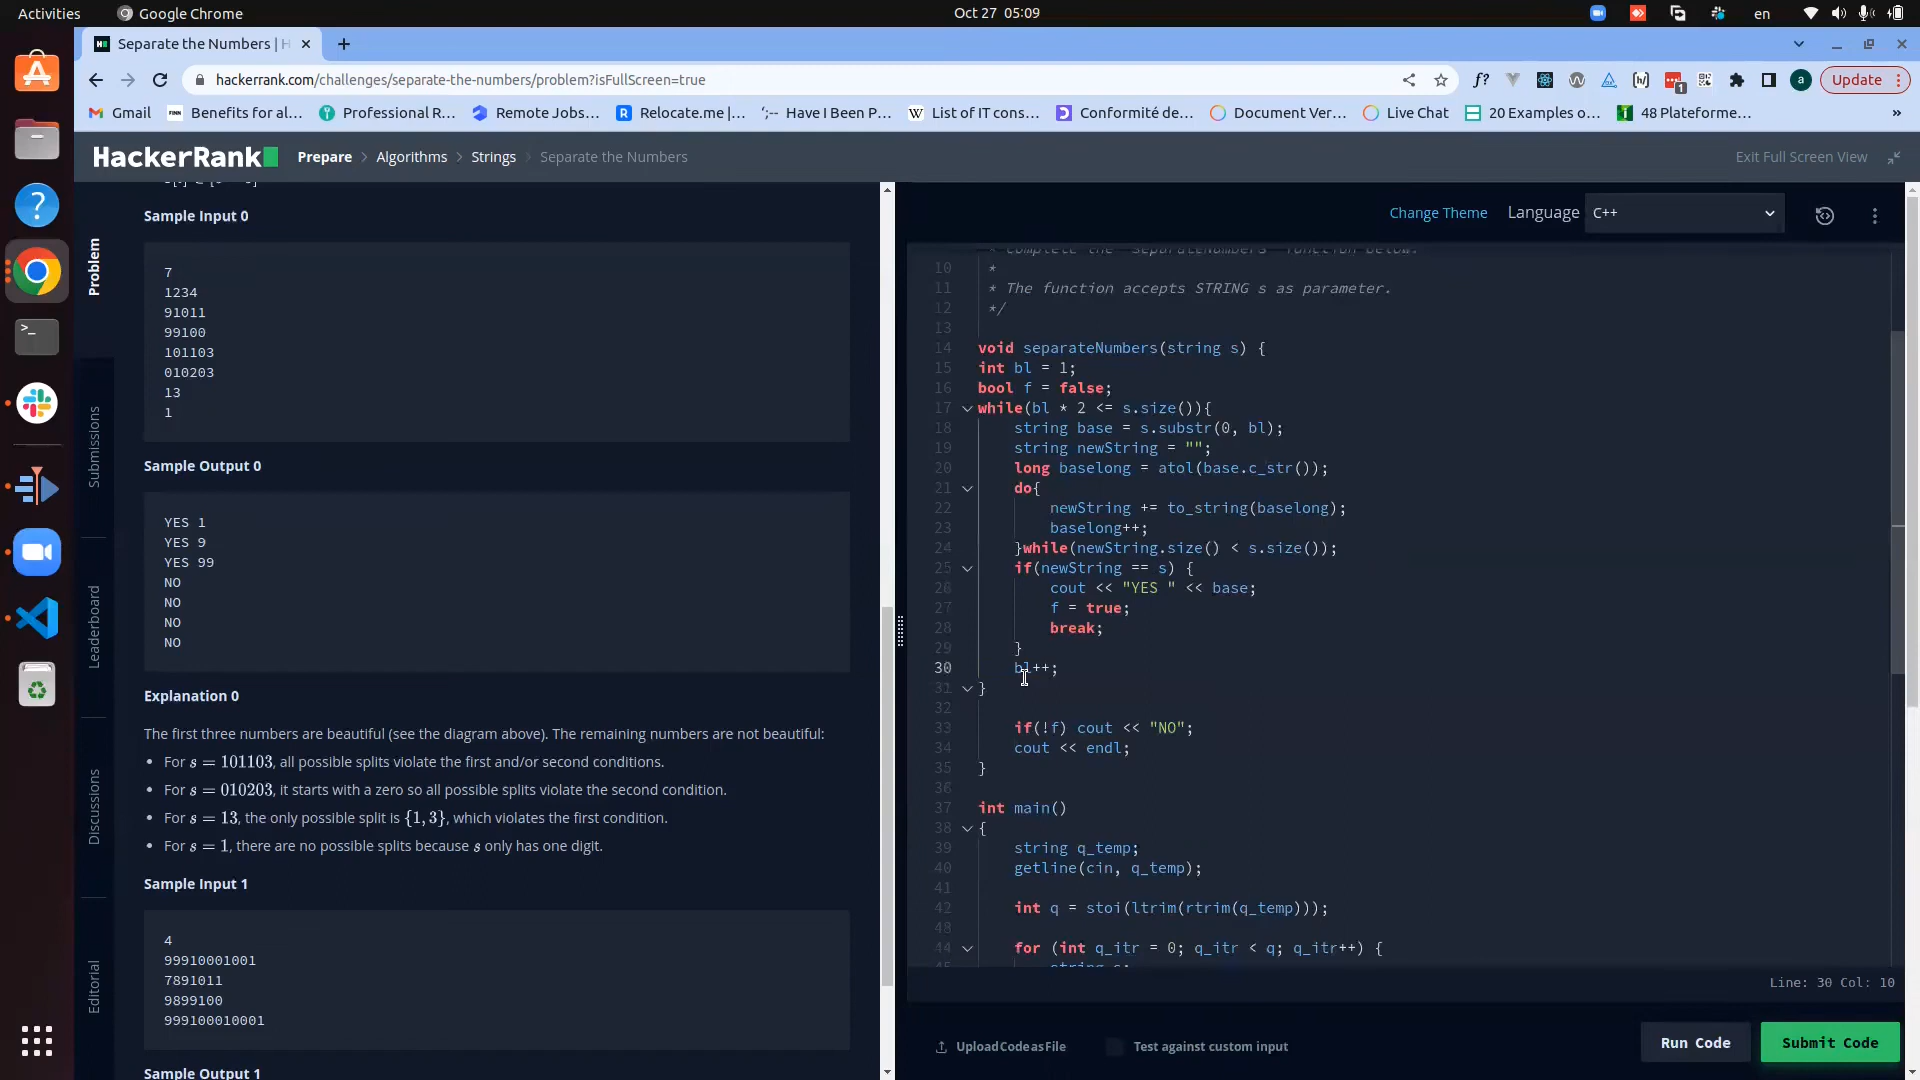 Activities
Google Chrome
Oct 27 05:09
en
Separate the Numbers | H
hackerrank.com/challenges/separate-the-numbers/problem?isFullScreen=true
f?
a
Update
Gmail
FINN Benefits for al...
Professional R...
Remote Jobs...
Relocate.me |...
Have I Been P...
List of IT cons...
Conformité de...
Document Ver...
Live Chat
20 Examples o...
48 Plateforme...
»
HackerRank
Prepare > Algorithms > Strings > Separate the Numbers
Exit Full Screen View
Problem
Submissions
Leaderboard
Discussions
Editorial
Sample Input 0
7
1234
91011
99100
101103
010203
13
1
Sample Output 0
YES 1
YES 9
YES 99
NO
NO
NO
NO
Explanation 0
The first three numbers are beautiful (see the diagram above). The remaining numbers are not beautiful:
• For s = 101103, all possible splits violate the first and/or second conditions.
• For s = 010203, it starts with a zero so all possible splits violate the second condition.
• For s = 13, the only possible split is {1, 3}, which violates the first condition.
• For s = 1, there are no possible splits because s only has one digit.
Sample Input 1
4
99910001001
7891011
9899100
999100010001
Sample Output 1
Change Theme
Language
C++
* Complete the 'separateNumbers' function below.
10 *
11 * The function accepts STRING s as parameter.
12 */
13
14 void separateNumbers(string s) {
15 int bl = 1;
16 bool f = false;
17 while(bl * 2 <= s.size()){
18 string base = s.substr(0, bl);
19 string newString = "";
20 long baselong = atol(base.c_str());
21 do{
22 newString += to_string(baselong);
23 baselong++;
24 }while(newString.size() < s.size());
25 if(newString == s) {
26 cout << "YES " << base;
27 f = true;
28 break;
29 }
30 bl++;
31 }
32
33 if(!f) cout << "NO";
34 cout << endl;
35 }
36
37 int main()
38 {
39 string q_temp;
40 getline(cin, q_temp);
41
42 int q = stoi(ltrim(rtrim(q_temp)));
43
44 for (int q_itr = 0; q_itr < q; q_itr++) {
45 string s;
Line: 30 Col: 10
Upload Code as File
Test against custom input
Run Code
Submit Code